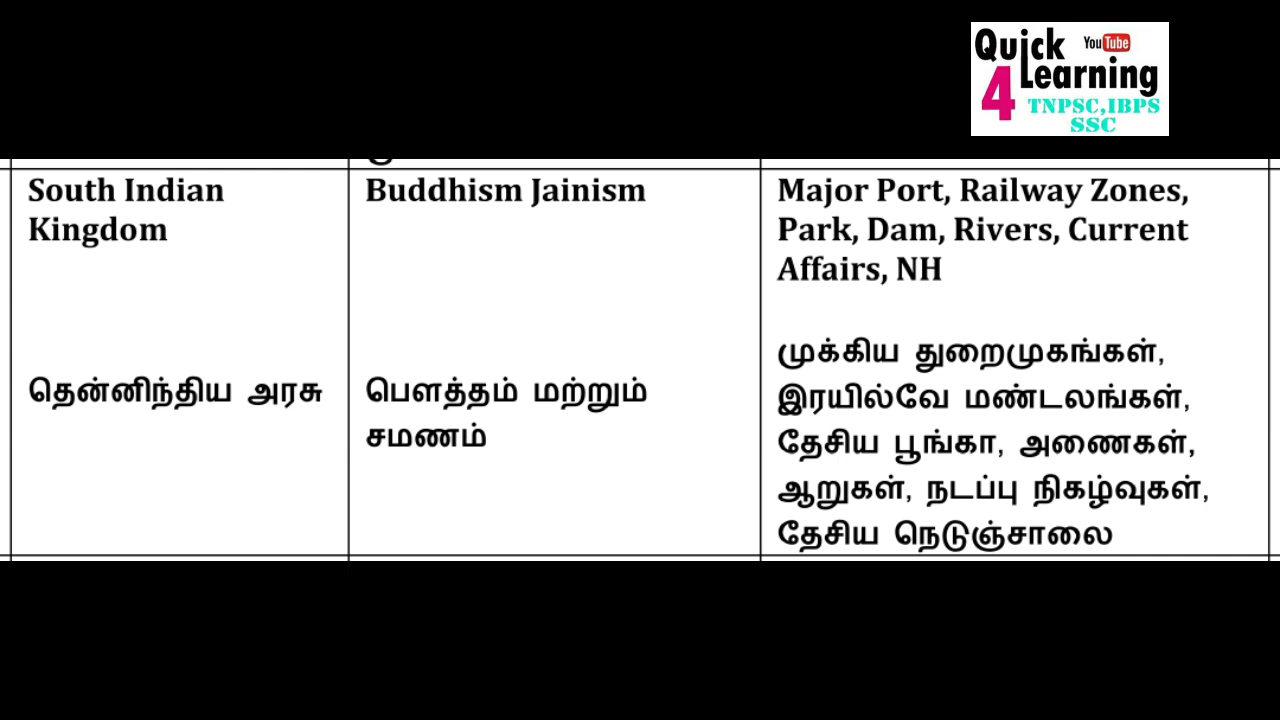 Quick YouTube
4 Learning
TNPSC,IBPS
SSC
South Indian
Kingdom
தென்னிந்திய அரசு
Buddhism Jainism
பௌத்தம் மற்றும்
சமணம்
Major Port, Railway Zones,
Park, Dam, Rivers, Current
Affairs, NH
முக்கிய துறைமுகங்கள்,
இரயில்வே மண்டலங்கள்,
தேசிய பூங்கா, அணைகள்,
ஆறுகள், நடப்பு நிகழ்வுகள்,
தேசிய நெடுஞ்சாலை